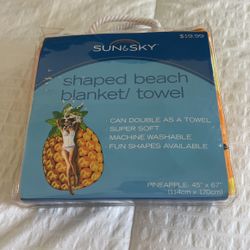 $19.99
SUN&SKY
shaped beach
blanket/ towel
CAN DOUBLE AS A TOWEL
SUPER SOFT
MACHINE WASHABLE
FUN SHAPES AVAILABLE
PINEAPPLE: 45" x 67"
(114cm x 170cm)